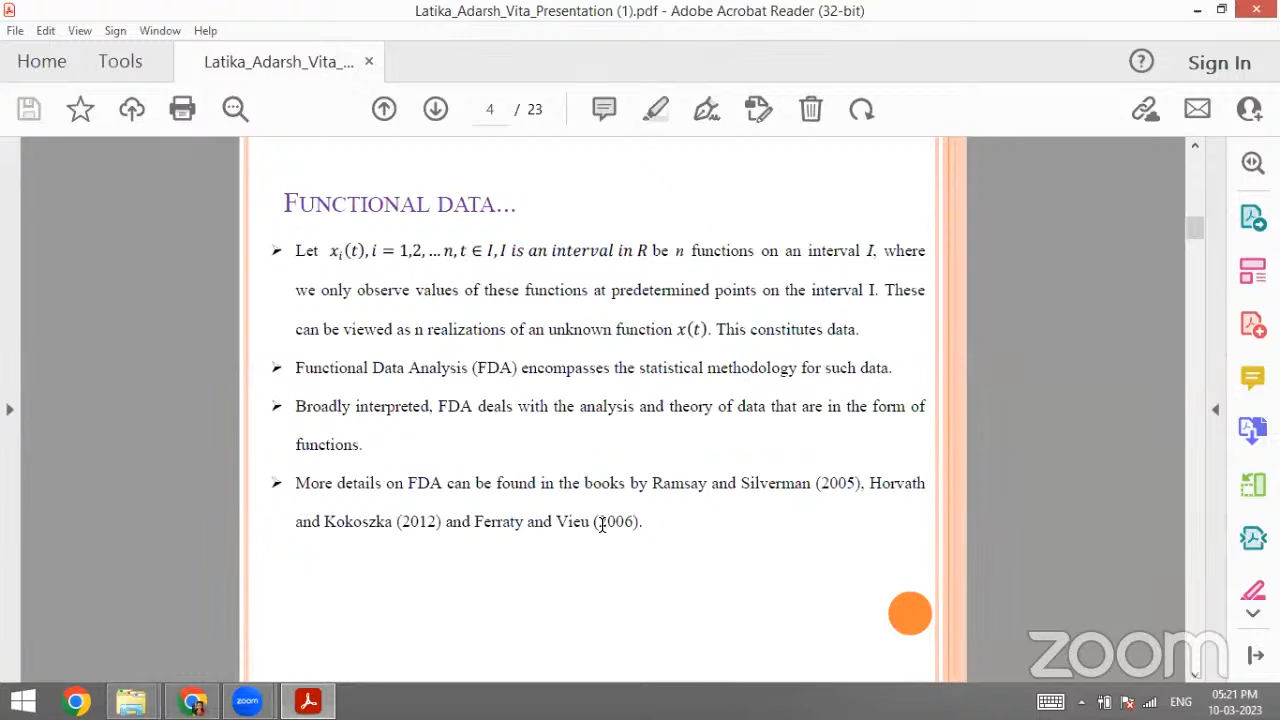 Latika_Adarsh_Vita_Presentation (1).pdf - Adobe Acrobat Reader (32-bit)
File Edit View Sign Window Help
Home Tools Latika_Adarsh_Vita_... × Sign In
4 / 23
FUNCTIONAL DATA...
➢ Let x_i(t), i = 1,2, ... n, t ∈ I, I is an interval in R be n functions on an interval I, where
we only observe values of these functions at predetermined points on the interval I. These
can be viewed as n realizations of an unknown function x(t). This constitutes data.
➢ Functional Data Analysis (FDA) encompasses the statistical methodology for such data.
➢ Broadly interpreted, FDA deals with the analysis and theory of data that are in the form of
functions.
➢ More details on FDA can be found in the books by Ramsay and Silverman (2005), Horvath
and Kokoszka (2012) and Ferraty and Vieu (2006).
zoom
zoom
ENG
05:21 PM
10-03-2023